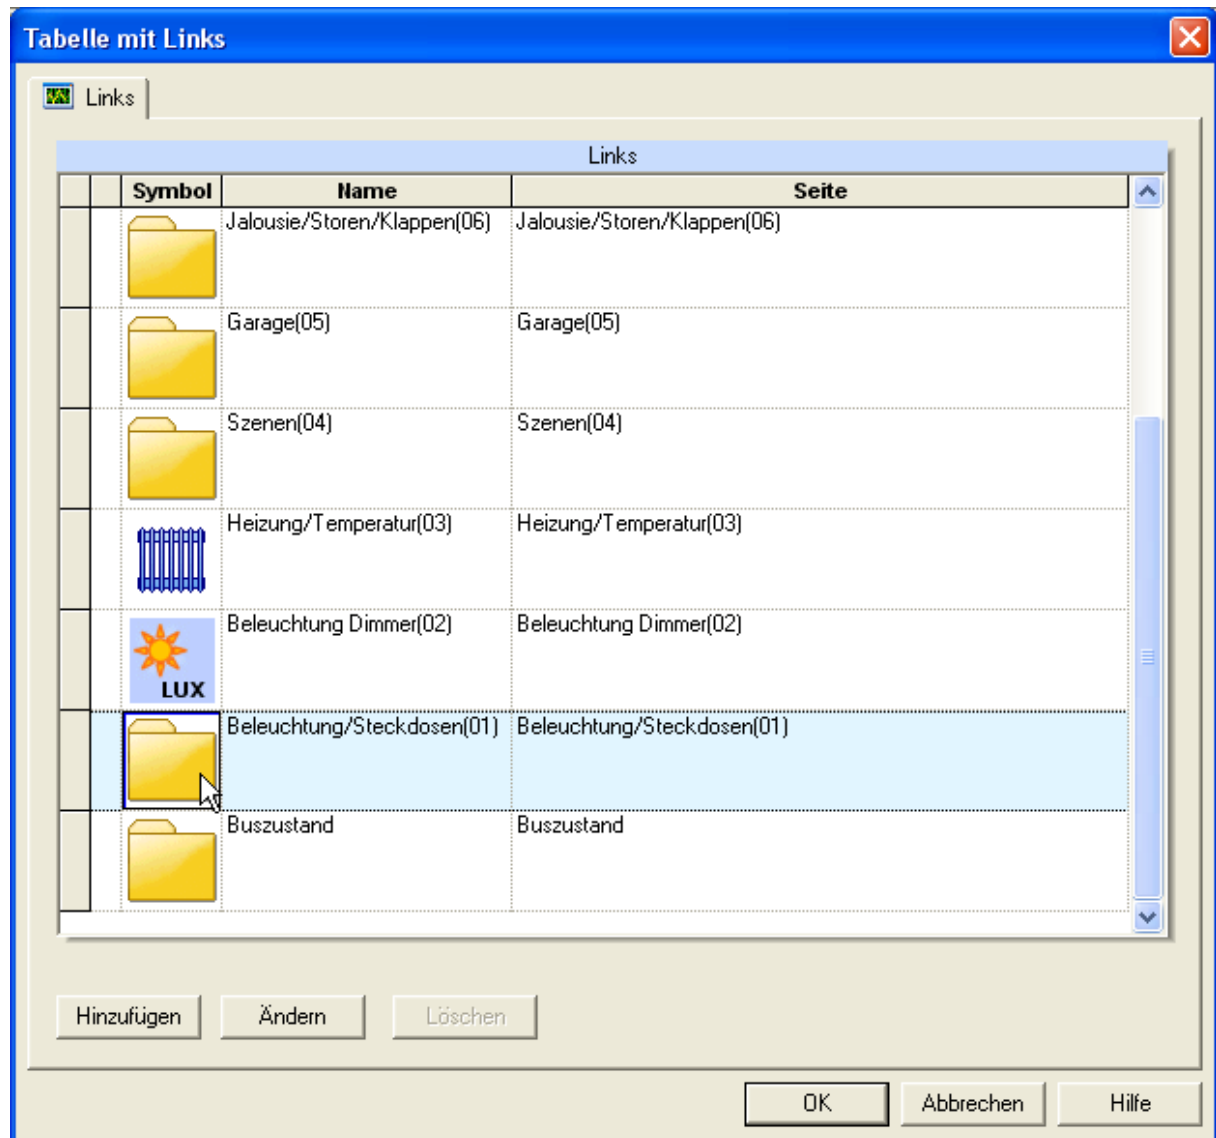 Tabelle mit Links
Links
Links
Symbol Name Seite
Jalousie/Storen/Klappen(06) Jalousie/Storen/Klappen(06)
Garage(05) Garage(05)
Szenen(04) Szenen(04)
Heizung/Temperatur(03) Heizung/Temperatur(03)
Beleuchtung Dimmer(02) Beleuchtung Dimmer(02)
LUX
Beleuchtung/Steckdosen(01) Beleuchtung/Steckdosen(01)
Buszustand Buszustand
Hinzufügen Ändern Löschen
OK Abbrechen Hilfe